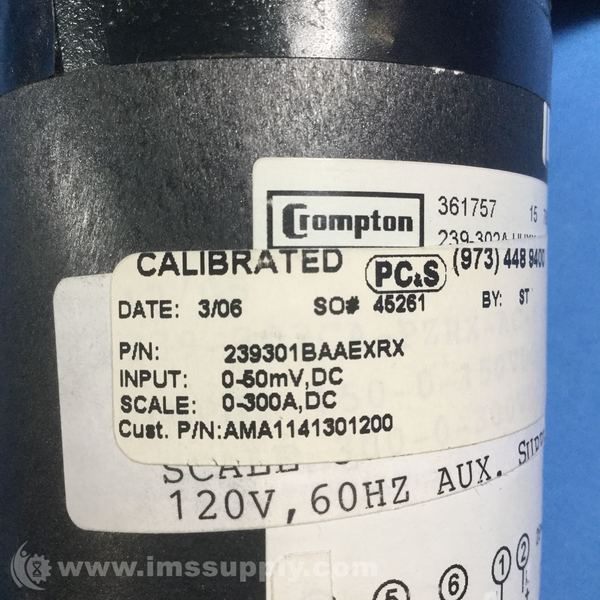 Crompton
361757 15
239-302A
CALIBRATED PC&S (973) 448 9400
DATE: 3/06 SO# 45261 BY: ST
P/N: 239301BAAEXRX
INPUT: 0-50mV,DC
SCALE: 0-300A,DC
Cust. P/N:AMA1141301200
SCALE
120V,60HZ AUX.
5 6 1 2
www.imssupply.com